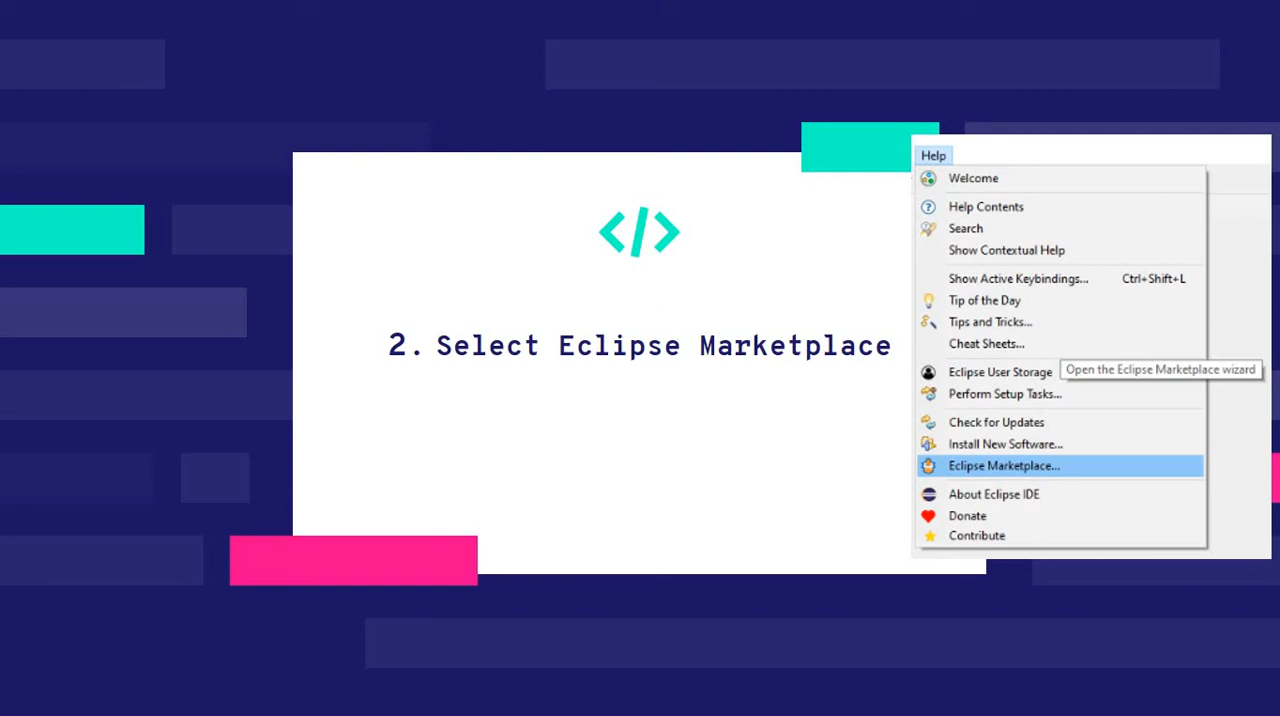 2. Select Eclipse Marketplace
Help
Welcome
Help Contents
Search
Show Contextual Help
Show Active Keybindings... Ctrl+Shift+L
Tip of the Day
Tips and Tricks...
Cheat Sheets...
Eclipse User Storage
Open the Eclipse Marketplace wizard
Perform Setup Tasks...
Check for Updates
Install New Software...
Eclipse Marketplace...
About Eclipse IDE
Donate
Contribute